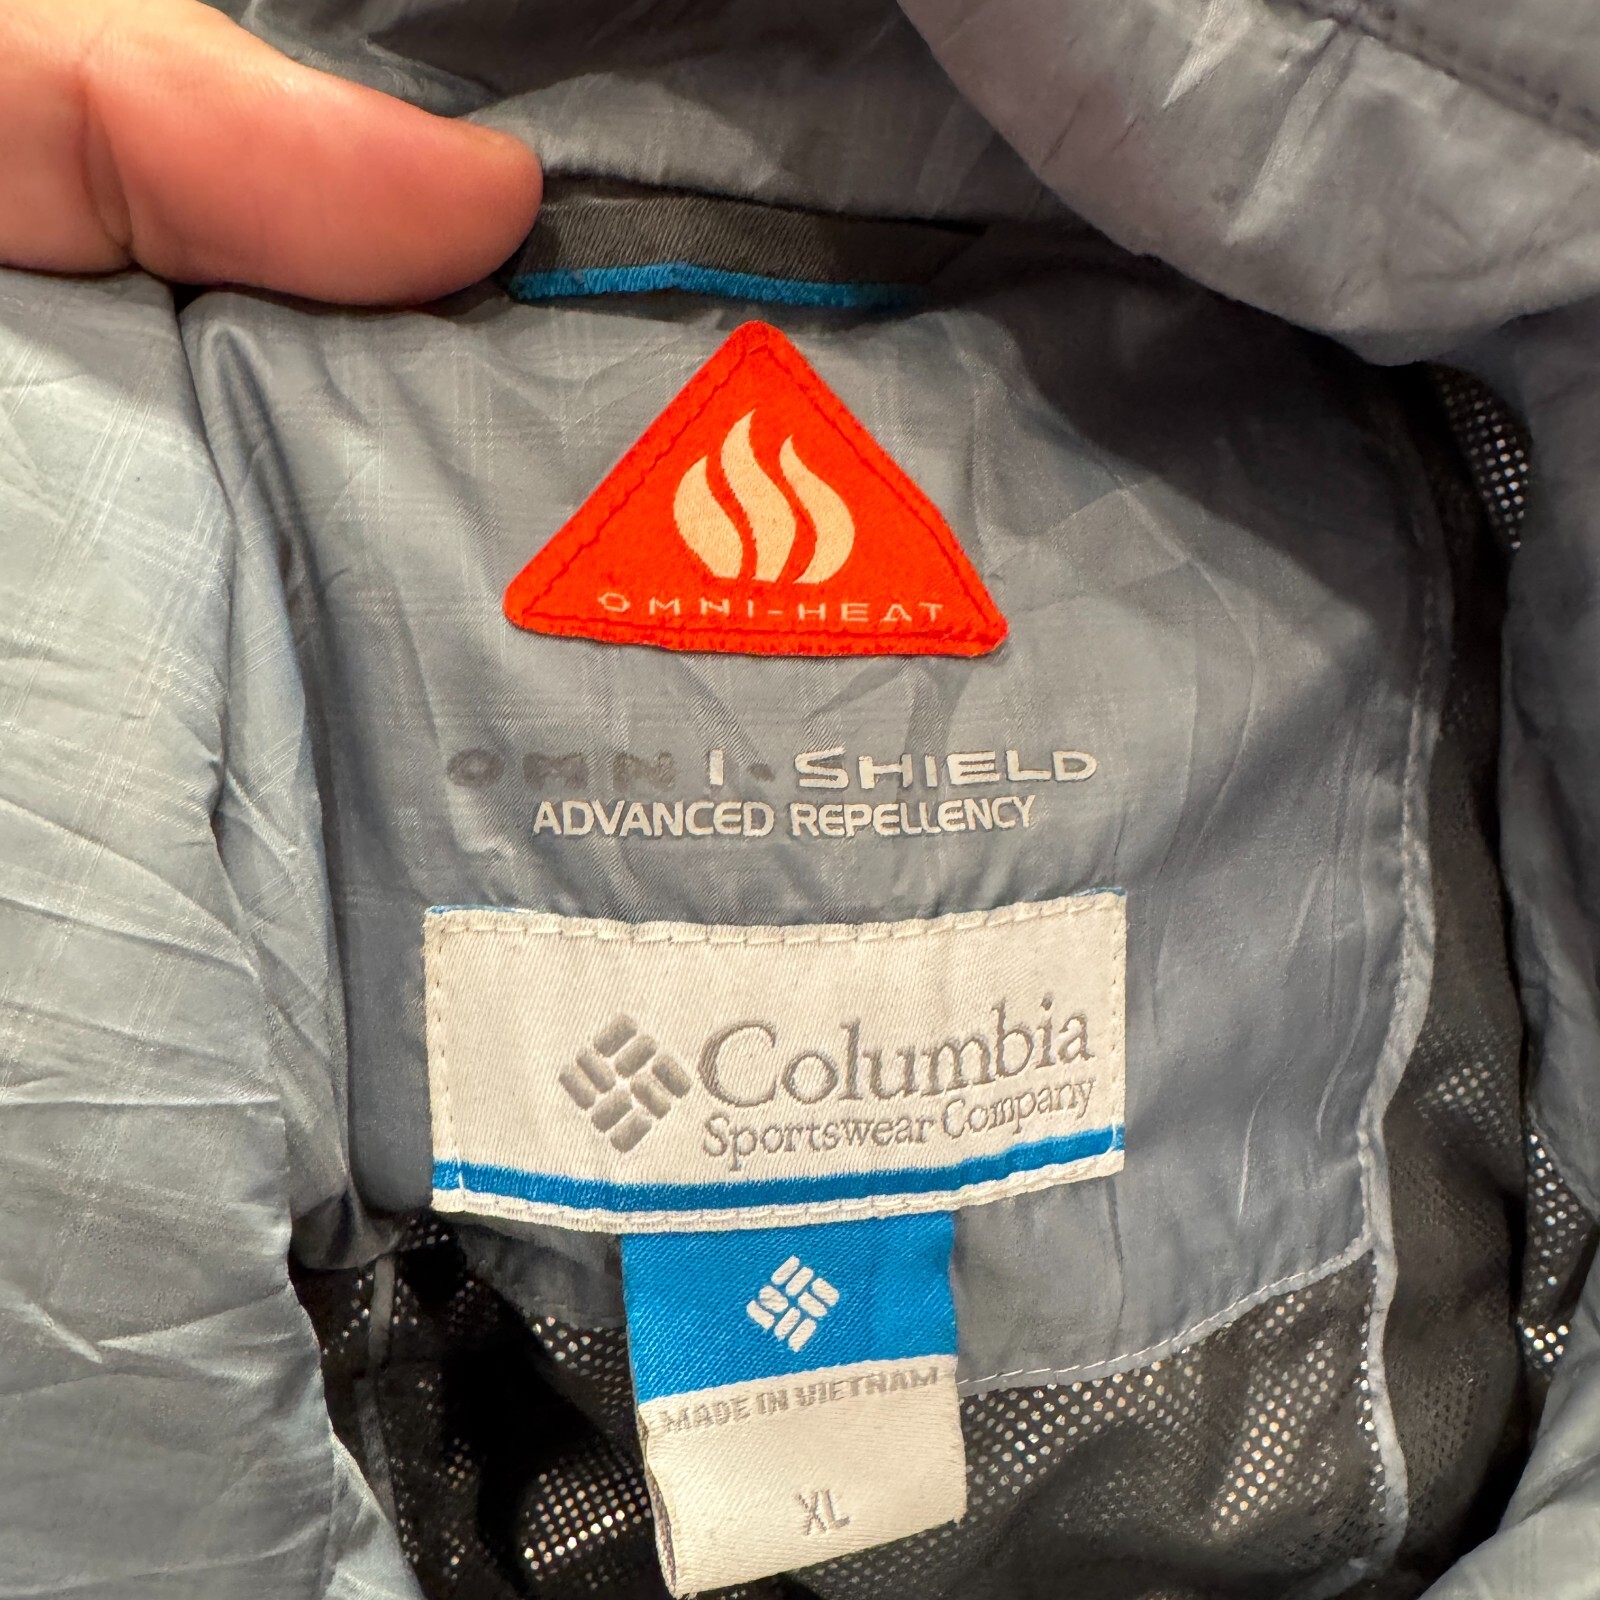 OMNI-HEAT
OMNI-SHIELD
ADVANCED REPELLENCY
Columbia
Sportswear Company
MADE IN VIETNAM
XL